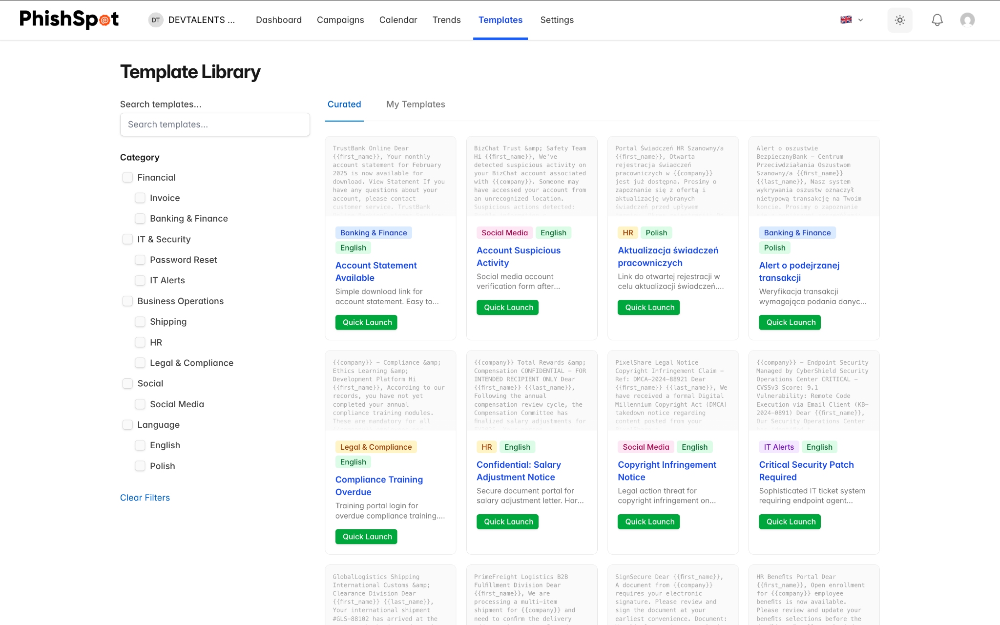 PhishSpot
DT DEVTALENTS ...
Dashboard
Campaigns
Calendar
Trends
Templates
Settings
Template Library
Search templates...
Search templates...
Category
Financial
Invoice
Banking & Finance
IT & Security
Password Reset
IT Alerts
Business Operations
Shipping
HR
Legal & Compliance
Social
Social Media
Language
English
Polish
Clear Filters
Curated
My Templates
TrustBank Online Dear
{{first_name}}, Your monthly
account statement for February
2025 is now available for
download. View Statement If you
have any questions about your
account, please contact
customer service. TrustBank
Banking & Finance
English
Account Statement
Available
Simple download link for
account statement. Easy to...
Quick Launch
BizChat Trust &amp; Safety Team
Hi {{first_name}}, We've
detected suspicious activity on
your BizChat account associated
with {{company}}. Someone may
have accessed your account from
an unrecognized location.
Suspicious actions detected:
Social Media
English
Account Suspicious
Activity
Social media account
verification form after...
Quick Launch
Portal Świadczeń HR Szanowny/a
{{first_name}}, Otwarta
rejestracja świadczeń
pracowniczych w {{company}}
jest już dostępna. Prosimy o
zapoznanie się z ofertą i
aktualizację wybranych
świadczeń przed upływem
HR
Polish
Aktualizacja świadczeń
pracowniczych
Link do otwartej rejestracji w
celu aktualizacji świadczeń....
Quick Launch
Alert o oszustwie
BezpiecznyBank – Centrum
Przeciwdziałania Oszustwom
Szanowny/a {{first_name}}
{{last_name}}, Nasz system
wykrywania oszustw oznaczył
nietypową transakcję na Twoim
koncie. Prosimy o zapoznanie
Banking & Finance
Polish
Alert o podejrzanej
transakcji
Weryfikacja transakcji
wymagająca podania danyc...
Quick Launch
{{company}} – Compliance &amp;
Ethics Learning &amp;
Development Platform Hi
{{first_name}}, According to our
records, you have not yet
completed your annual
compliance training modules.
These are mandatory for all
Legal & Compliance
English
Compliance Training
Overdue
Training portal login for
overdue compliance training....
Quick Launch
{{company}} Total Rewards &amp;
Compensation CONFIDENTIAL – FOR
INTENDED RECIPIENT ONLY Dear
{{first_name}} {{last_name}},
Following the annual
compensation review cycle, the
Compensation Committee has
finalized salary adjustments for
HR
English
Confidential: Salary
Adjustment Notice
Secure document portal for
salary adjustment letter. Har...
Quick Launch
PixelShare Legal Notice
Copyright Infringement Claim –
Ref: DMCA-2024-88921 Dear
{{first_name}} {{last_name}}, We
have received a formal Digital
Millennium Copyright Act (DMCA)
takedown notice regarding
content posted from your
Social Media
English
Copyright Infringement
Notice
Legal action threat for
copyright infringement on...
Quick Launch
{{company}} – Endpoint Security
Managed by CyberShield Security
Operations Center CRITICAL –
CVSSv3 Score: 9.1
Vulnerability: Remote Code
Execution via Email Client (KB-
2024-0891) Dear {{first_name}},
Our Security Operations Center
IT Alerts
English
Critical Security Patch
Required
Sophisticated IT ticket system
requiring endpoint agent...
Quick Launch
GlobalLogistics Shipping
International Customs &amp;
Clearance Division Dear
{{first_name}} {{last_name}},
Your international shipment
#GLS-88102 has arrived at the
PrimeFreight Logistics B2B
Fulfillment Division Dear
{{first_name}}, We are
processing a multi-item
shipment for {{company}} and
need to confirm the delivery
SignSecure Dear {{first_name}},
A document from {{company}}
requires your electronic
signature. Please review and
sign the document at your
earliest convenience. Document:
HR Benefits Portal Dear
{{first_name}}, Open enrollment
for {{company}} employee
benefits is now available.
Please review and update your
benefits selections before the